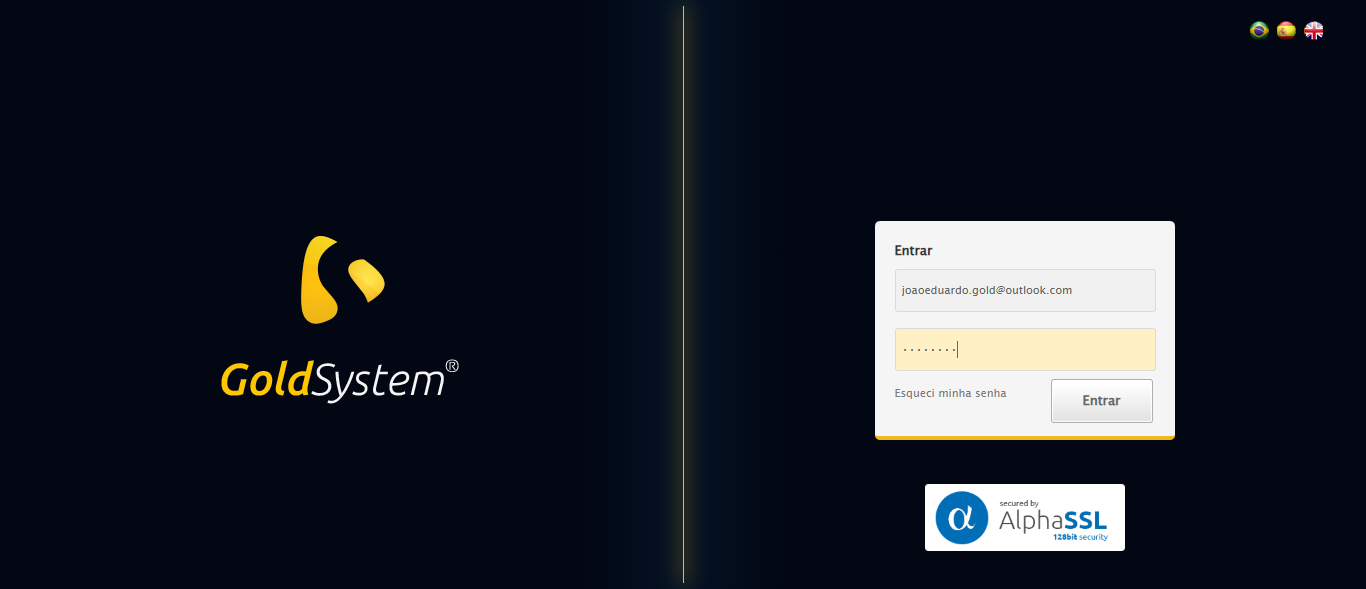 GoldSystem®
Entrar
joaoeduardo.gold@outlook.com
········
Esqueci minha senha
Entrar
α
secured by
AlphaSSL
128bit security